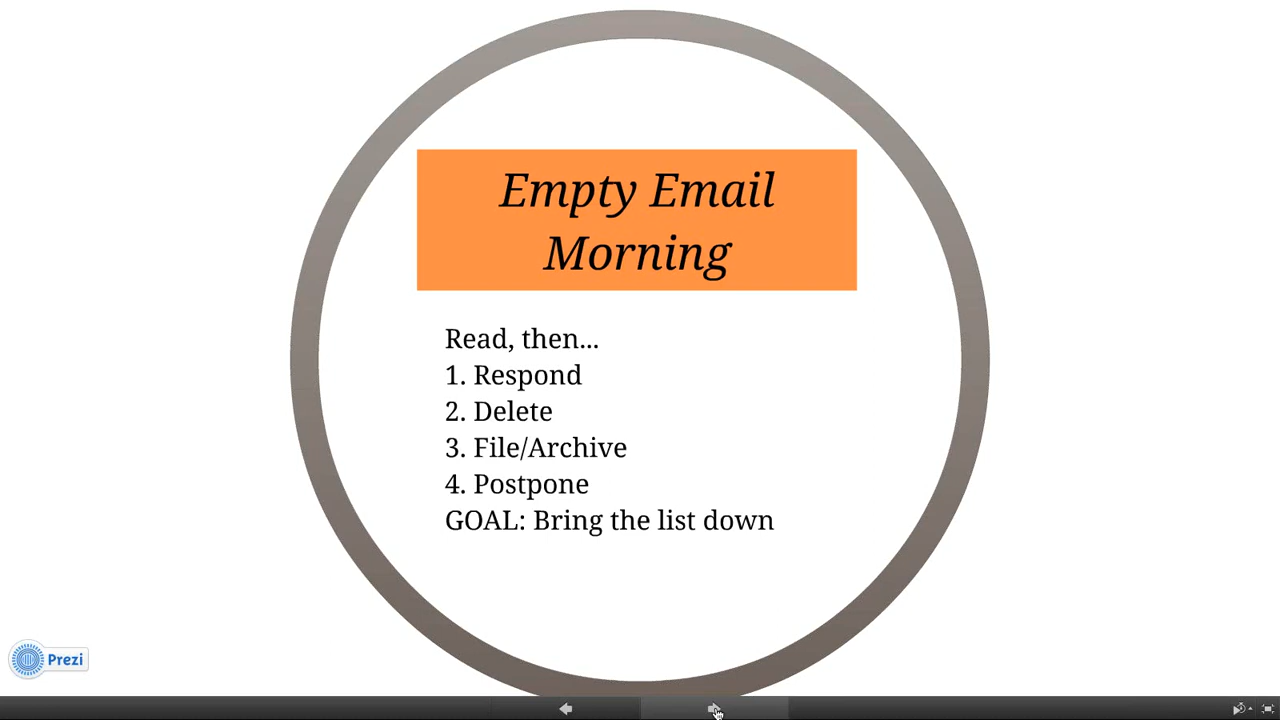 Empty Email
Morning
Read, then...
1. Respond
2. Delete
3. File/Archive
4. Postpone
GOAL: Bring the list down
Prezi